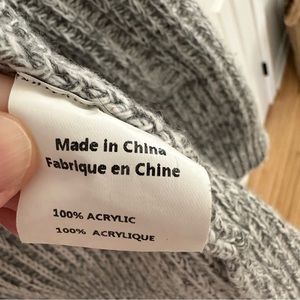 Made in China
Fabrique en Chine
100% ACRYLIC
100% ACRYLIQUE